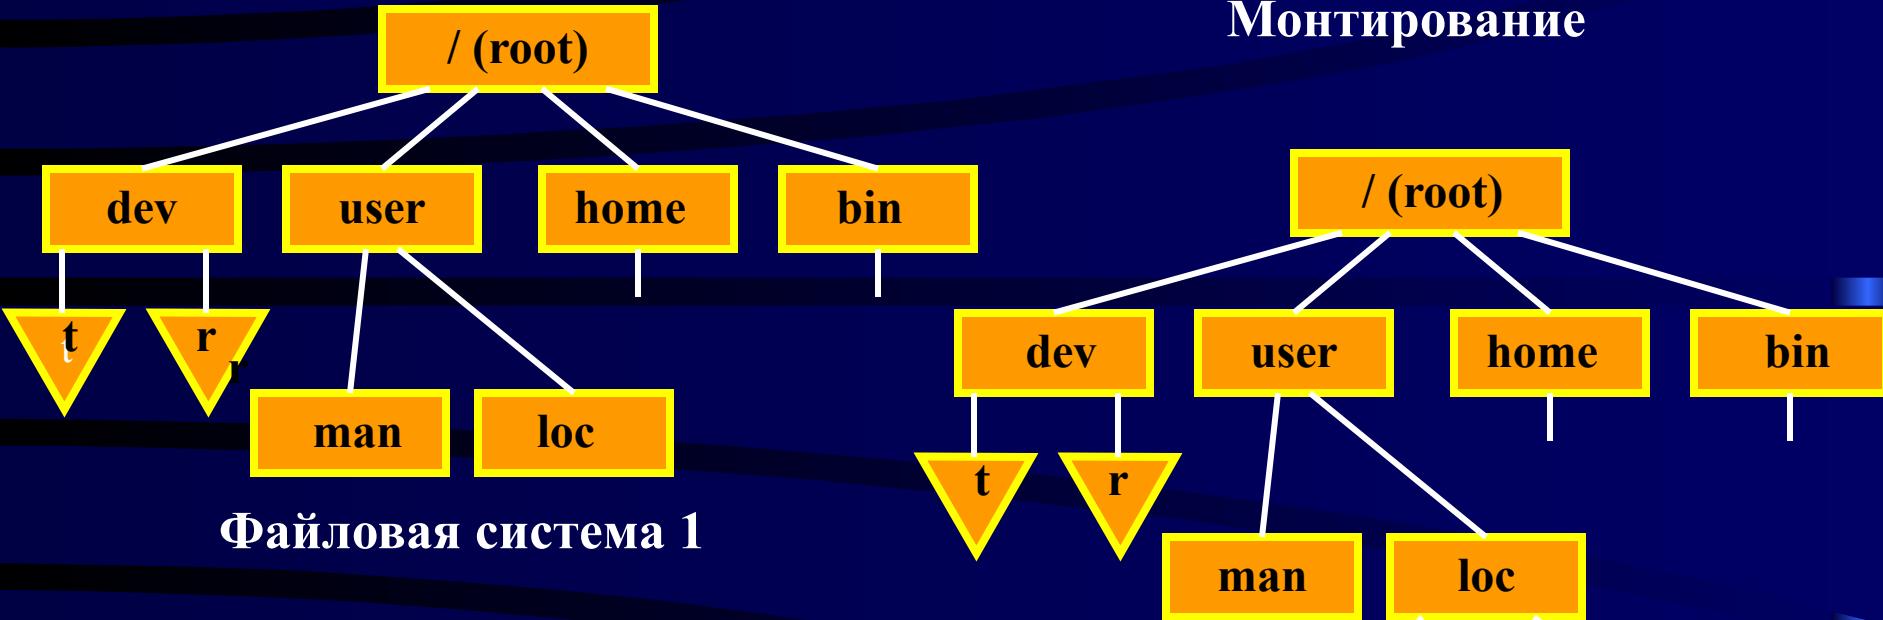 Монтирование
/ (root)
dev user home bin
t r
t r
man loc
Файловая система 1
/ (root)
dev user home bin
t r
man loc